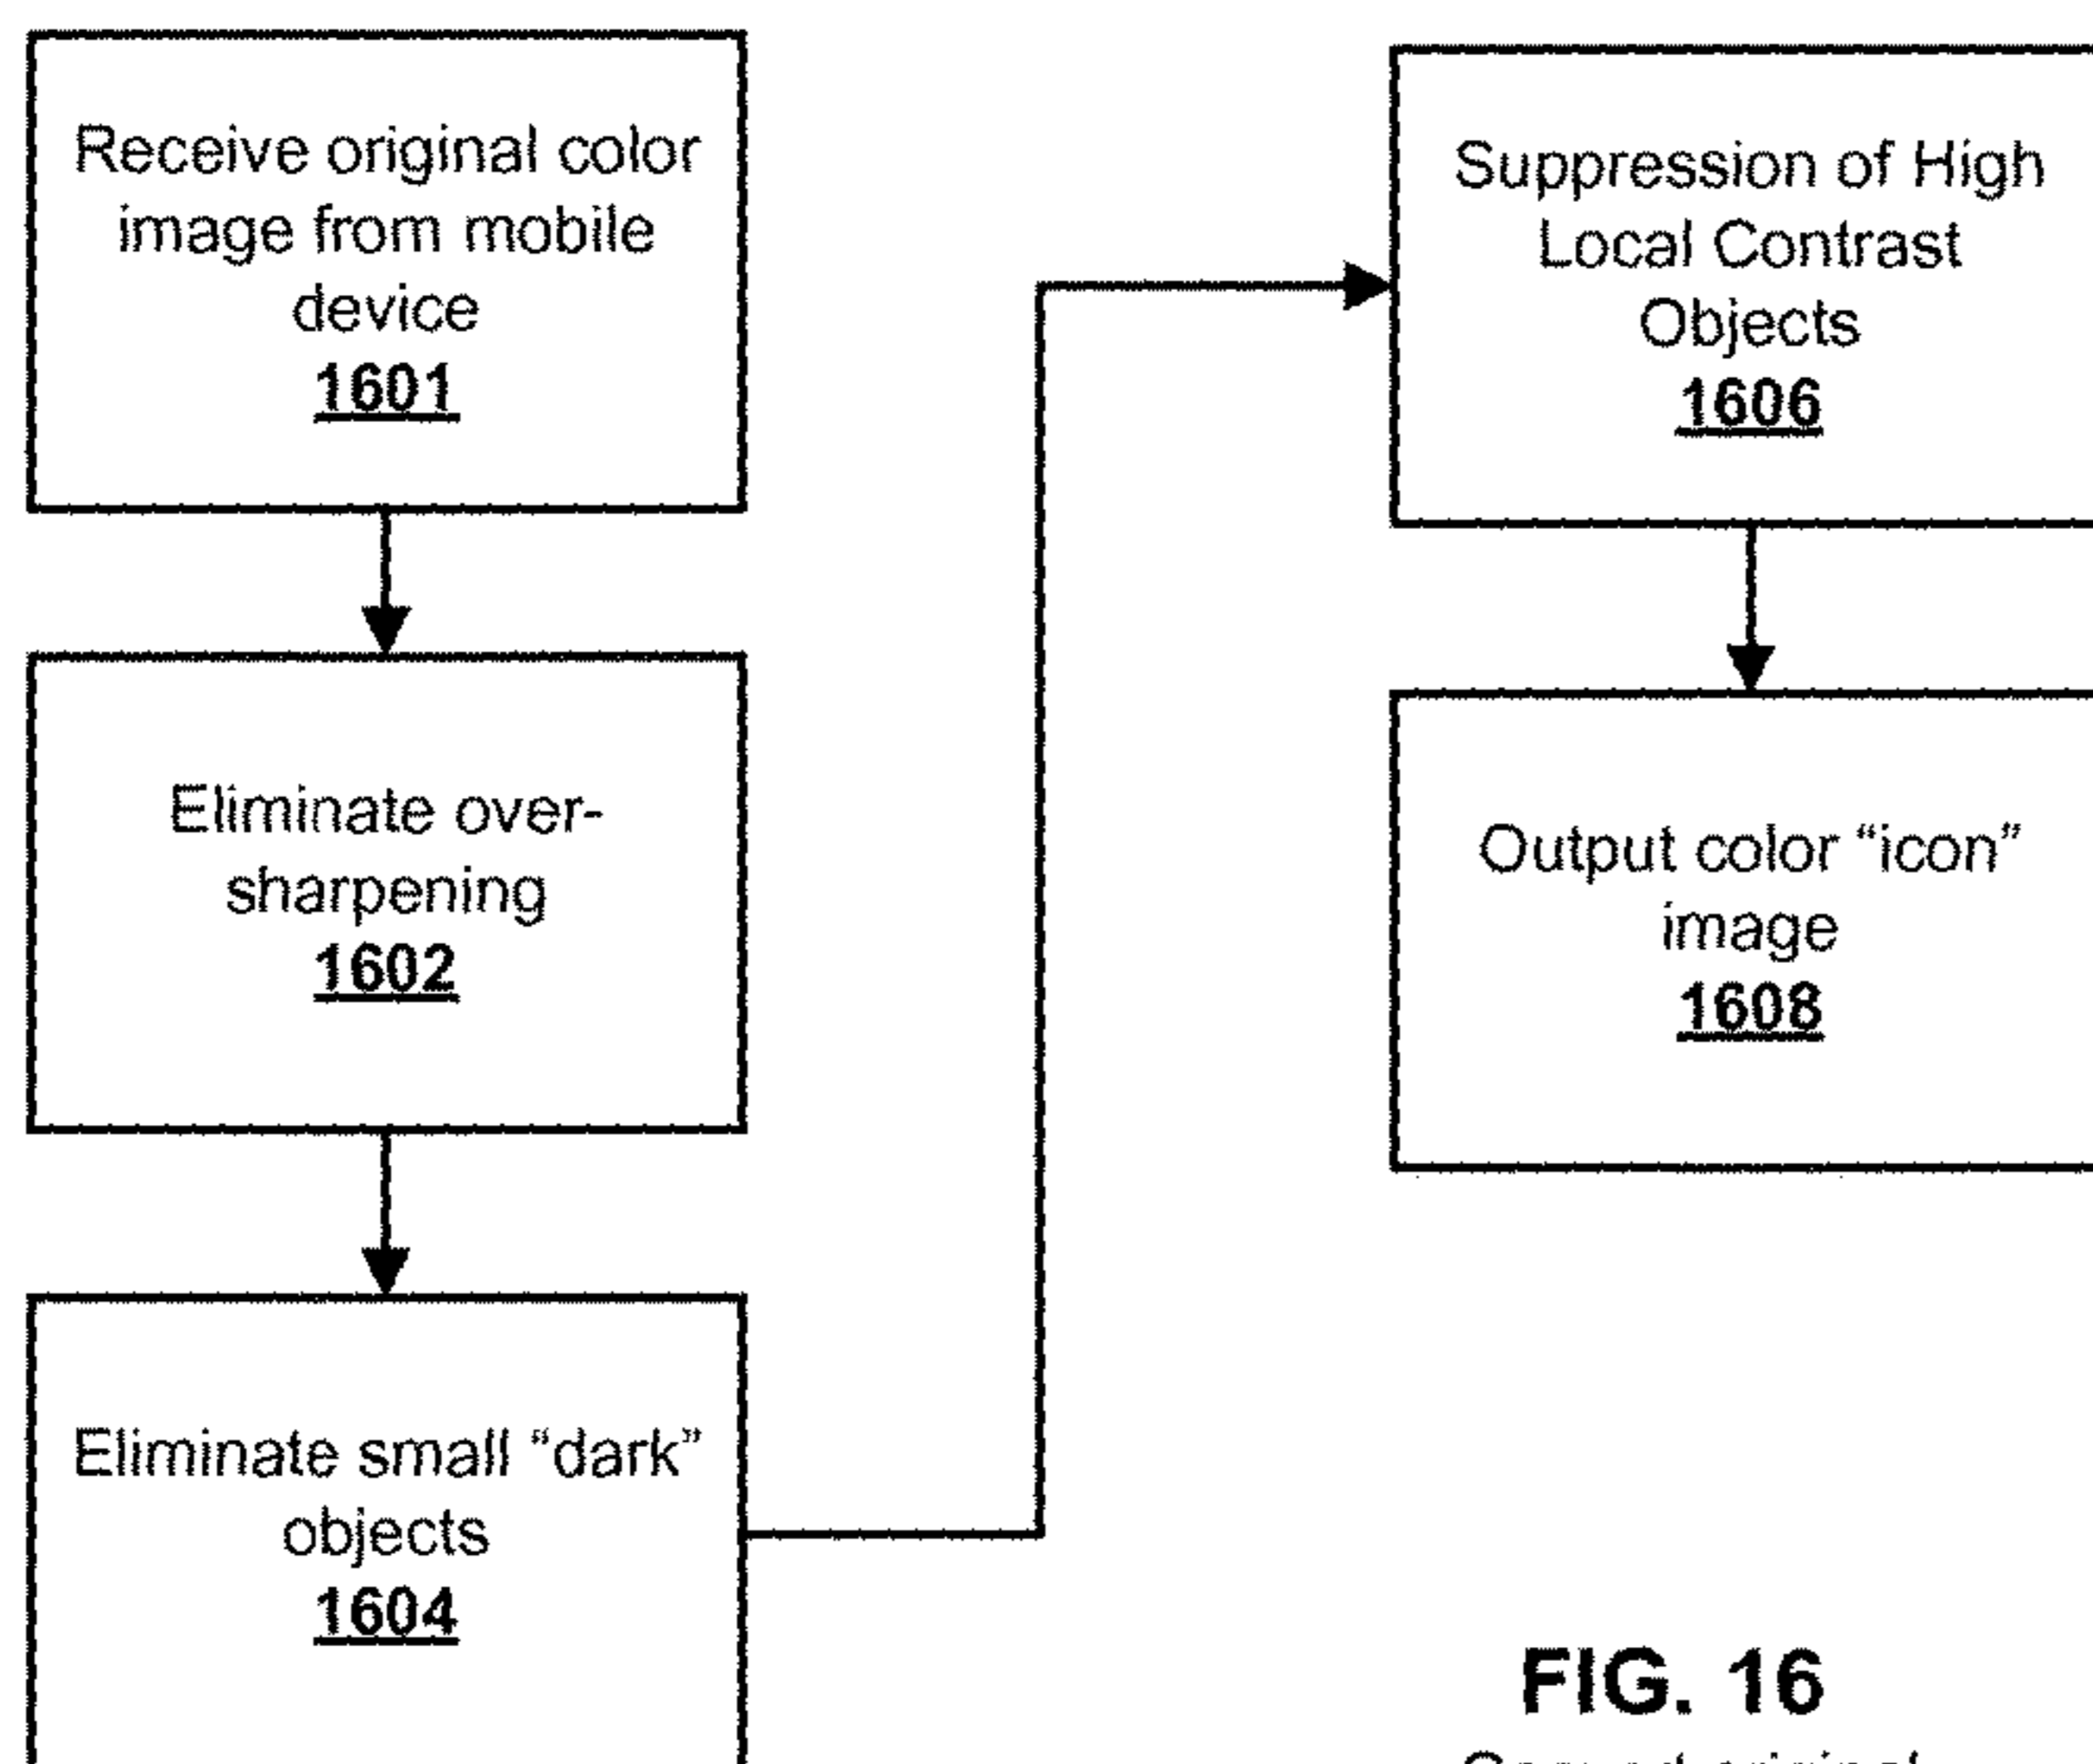 Receive original color
image from mobile
device
1601
Eliminate over-
sharpening
1602
Eliminate small “dark”
objects
1604
Suppression of High
Local Contrast
Objects
1606
Output color “icon”
image
1608
FIG. 16